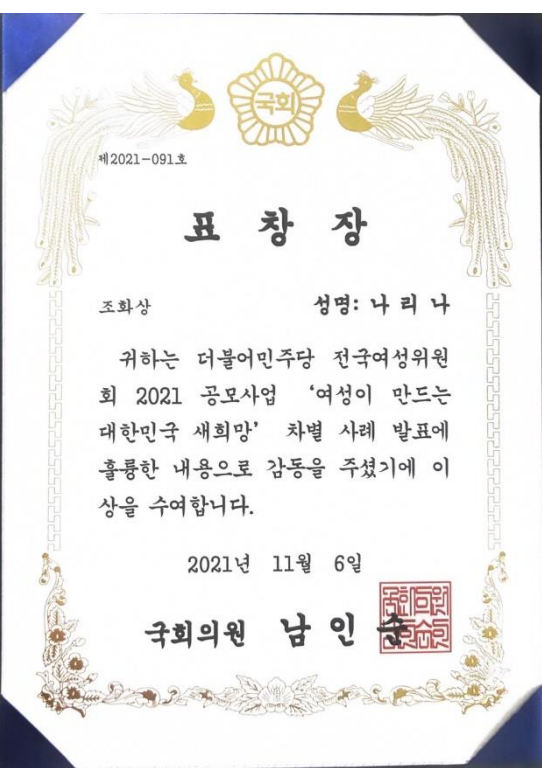 국회
제2021-091호
표 창 장
조화상 성명: 나 리 나
귀하는 더불어민주당 전국여성위원
회 2021 공모사업 ‘여성이 만드는
대한민국 새희망’ 차별 사례 발표에
훌륭한 내용으로 감동을 주셨기에 이
상을 수여합니다.
2021년 11월 6일
국회의원 남 인 순